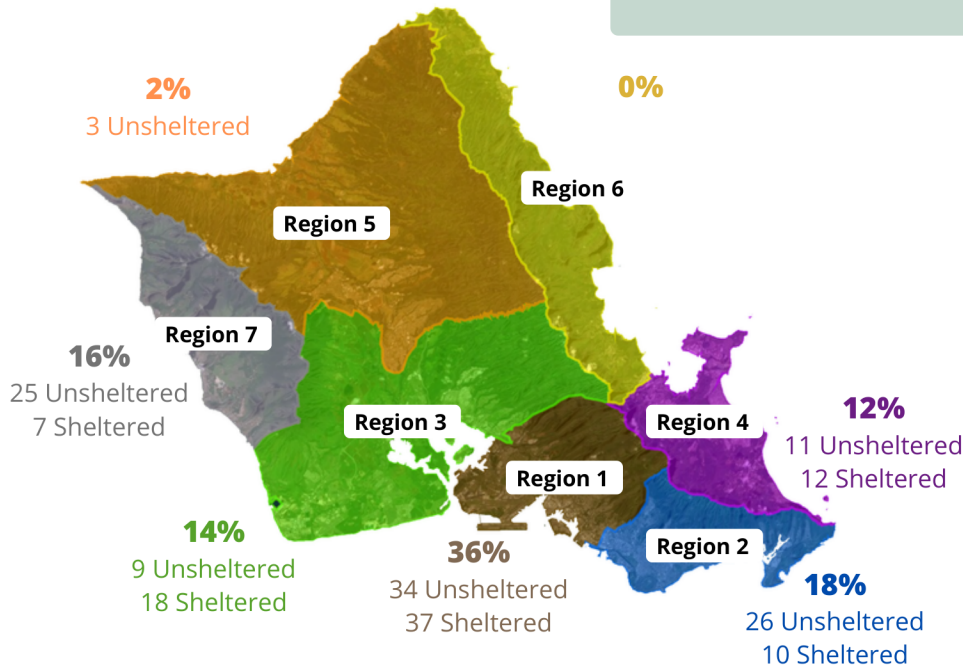 2%
3 Unsheltered
0%
Region 6
Region 5
Region 7
16%
25 Unsheltered
7 Sheltered
Region 3
Region 4
12%
11 Unsheltered
12 Sheltered
Region 1
Region 2
14%
9 Unsheltered
18 Sheltered
36%
34 Unsheltered
37 Sheltered
18%
26 Unsheltered
10 Sheltered